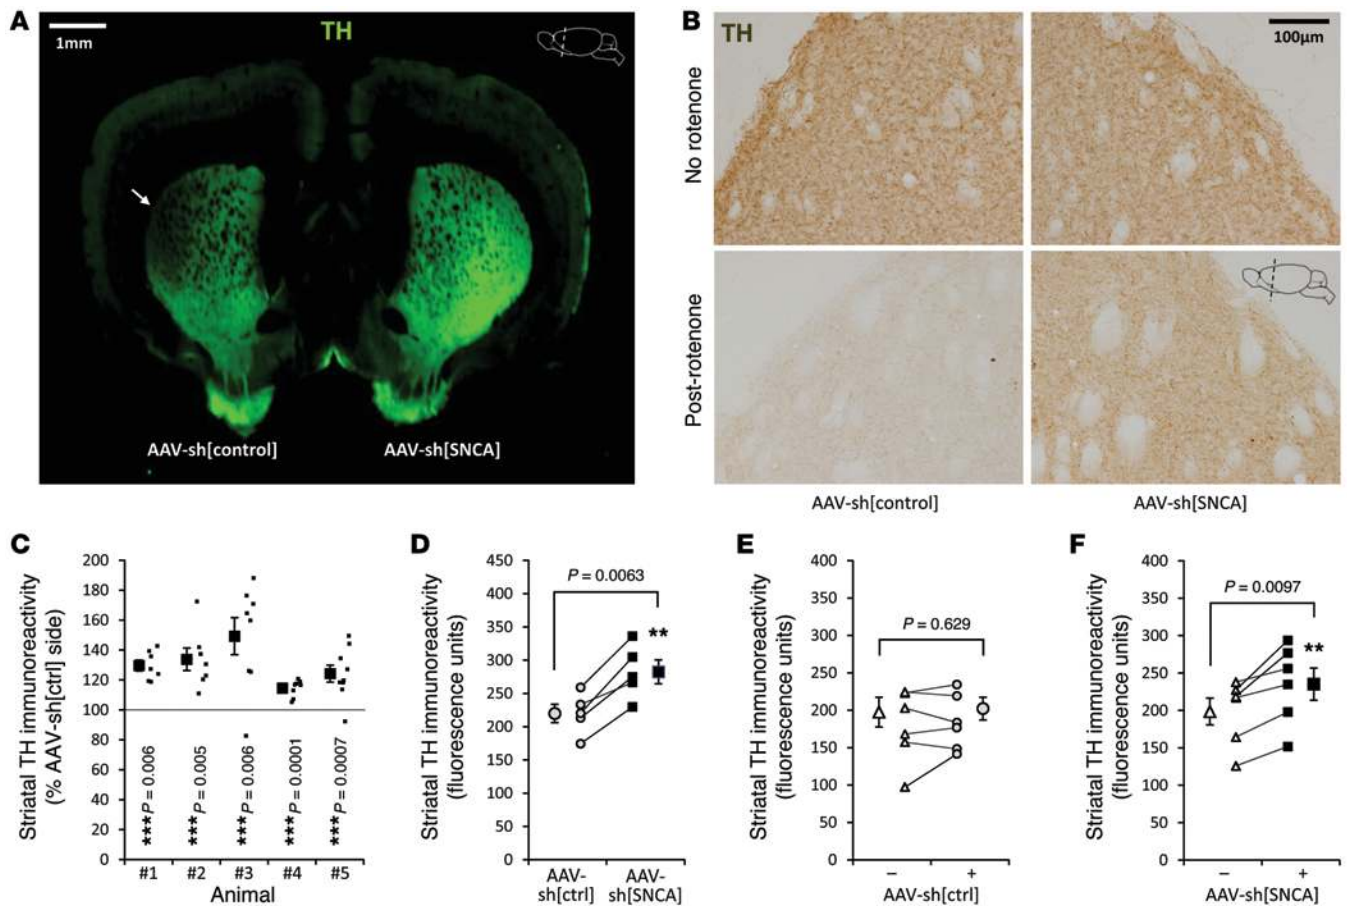 A
1mm
TH
AAV-sh[control]
AAV-sh[SNCA]
B
TH
100µm
No rotenone
Post-rotenone
AAV-sh[control]
AAV-sh[SNCA]
C
Striatal TH immunoreactivity
(% AAV-sh[ctrl] side)
200
180
160
140
120
100
80
60
40
20
0
*** P = 0.006
*** P = 0.005
*** P = 0.006
*** P = 0.0001
*** P = 0.0007
#1 #2 #3 #4 #5
Animal
D
Striatal TH immunoreactivity
(fluorescence units)
450
400
350
300
250
200
150
100
50
0
P = 0.0063
**
AAV-
sh[ctrl]
AAV-
sh[SNCA]
E
Striatal TH immunoreactivity
(fluorescence units)
400
350
300
250
200
150
100
50
0
P = 0.629
– +
AAV-sh[ctrl]
F
Striatal TH immunoreactivity
(fluorescence units)
400
350
300
250
200
150
100
50
0
P = 0.0097
**
– +
AAV-sh[SNCA]